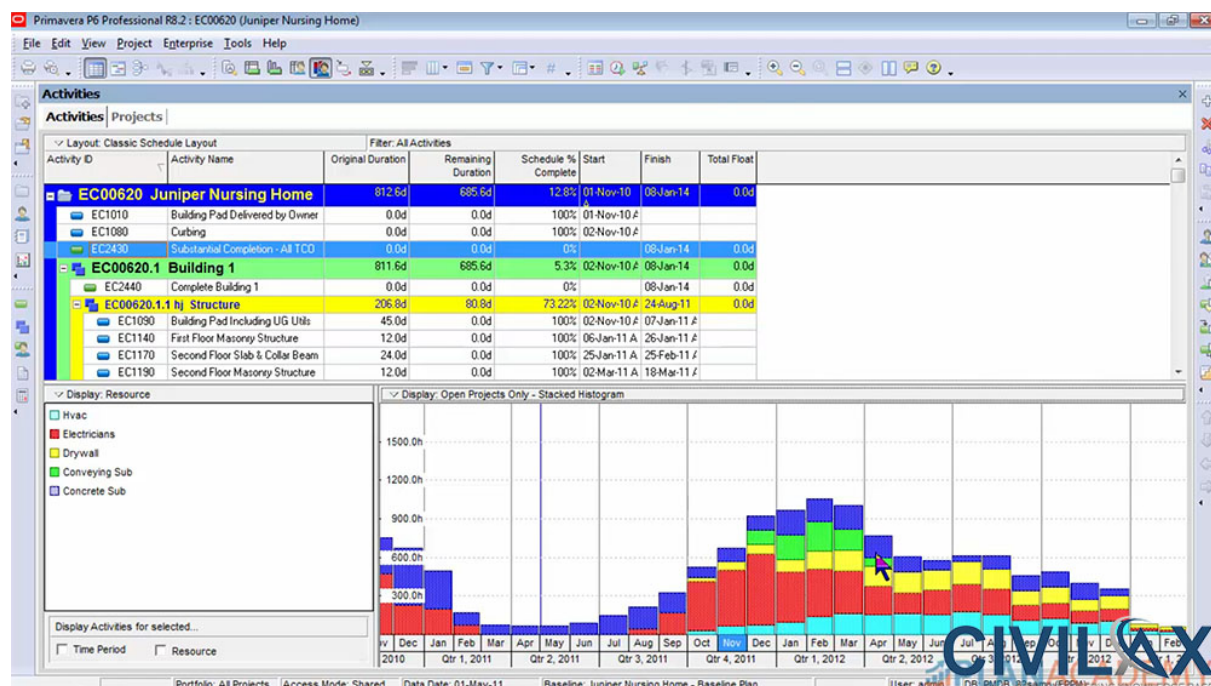 Primavera P6 Professional R8.2 : EC00620 (Juniper Nursing Home)
File Edit View Project Enterprise Tools Help
Activities
Activities Projects
Layout: Classic Schedule Layout Filter: All Activities
Activity ID Activity Name Original Duration Remaining Duration Schedule % Complete Start Finish Total Float
EC00620 Juniper Nursing Home 812.6d 685.6d 12.8% 01-Nov-10 A 08-Jan-14 0.0d
EC1010 Building Pad Delivered by Owner 0.0d 0.0d 100% 01-Nov-10 A
EC1080 Curbing 0.0d 0.0d 100% 02-Nov-10 A
EC2430 Substantial Completion - All TCO 0.0d 0.0d 0% 08-Jan-14 0.0d
EC00620.1 Building 1 811.6d 685.6d 5.3% 02-Nov-10 A 08-Jan-14 0.0d
EC2440 Complete Building 1 0.0d 0.0d 0% 08-Jan-14 0.0d
EC00620.1.1 hj Structure 206.8d 80.8d 73.22% 02-Nov-10 A 24-Aug-11 0.0d
EC1090 Building Pad Including UG Utils 45.0d 0.0d 100% 02-Nov-10 A 07-Jan-11 A
EC1140 First Floor Masonry Structure 12.0d 0.0d 100% 06-Jan-11 A 26-Jan-11 A
EC1170 Second Floor Slab & Collar Beam 24.0d 0.0d 100% 25-Jan-11 A 25-Feb-11 A
EC1190 Second Floor Masonry Structure 12.0d 0.0d 100% 02-Mar-11 A 18-Mar-11 A
Display: Resource Display: Open Projects Only - Stacked Histogram
Hvac
Electricians
Drywall
Conveying Sub
Concrete Sub
1500.0h
1200.0h
900.0h
600.0h
300.0h
Display Activities for selected...
Time Period Resource
Dec Jan Feb Mar Apr May Jun Jul Aug Sep Oct Nov Dec Jan Feb Mar Apr May Jun Jul Feb
2010 Qtr 1, 2011 Qtr 2, 2011 Qtr 3, 2011 Qtr 4, 2011 Qtr 1, 2012 Qtr 2, 2012
CIVILAX
Portfolio: All Projects Access Mode: Shared Data Date: 01-May-11 Baseline: Juniper Nursing Home - Baseline Plan User: admin